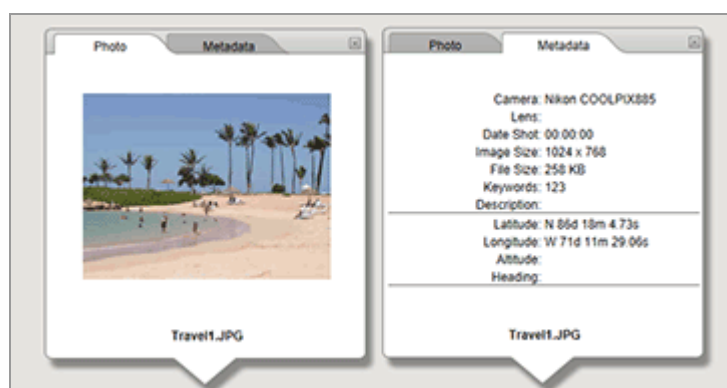 Photo Metadata
Travel1.JPG
Photo Metadata
Camera: Nikon COOLPIX885
Lens:
Date Shot: 00:00:00
Image Size: 1024 x 768
File Size: 258 KB
Keywords: 123
Description:
Latitude: N 86d 18m 4.73s
Longitude: W 71d 11m 29.06s
Altitude:
Heading:
Travel1.JPG